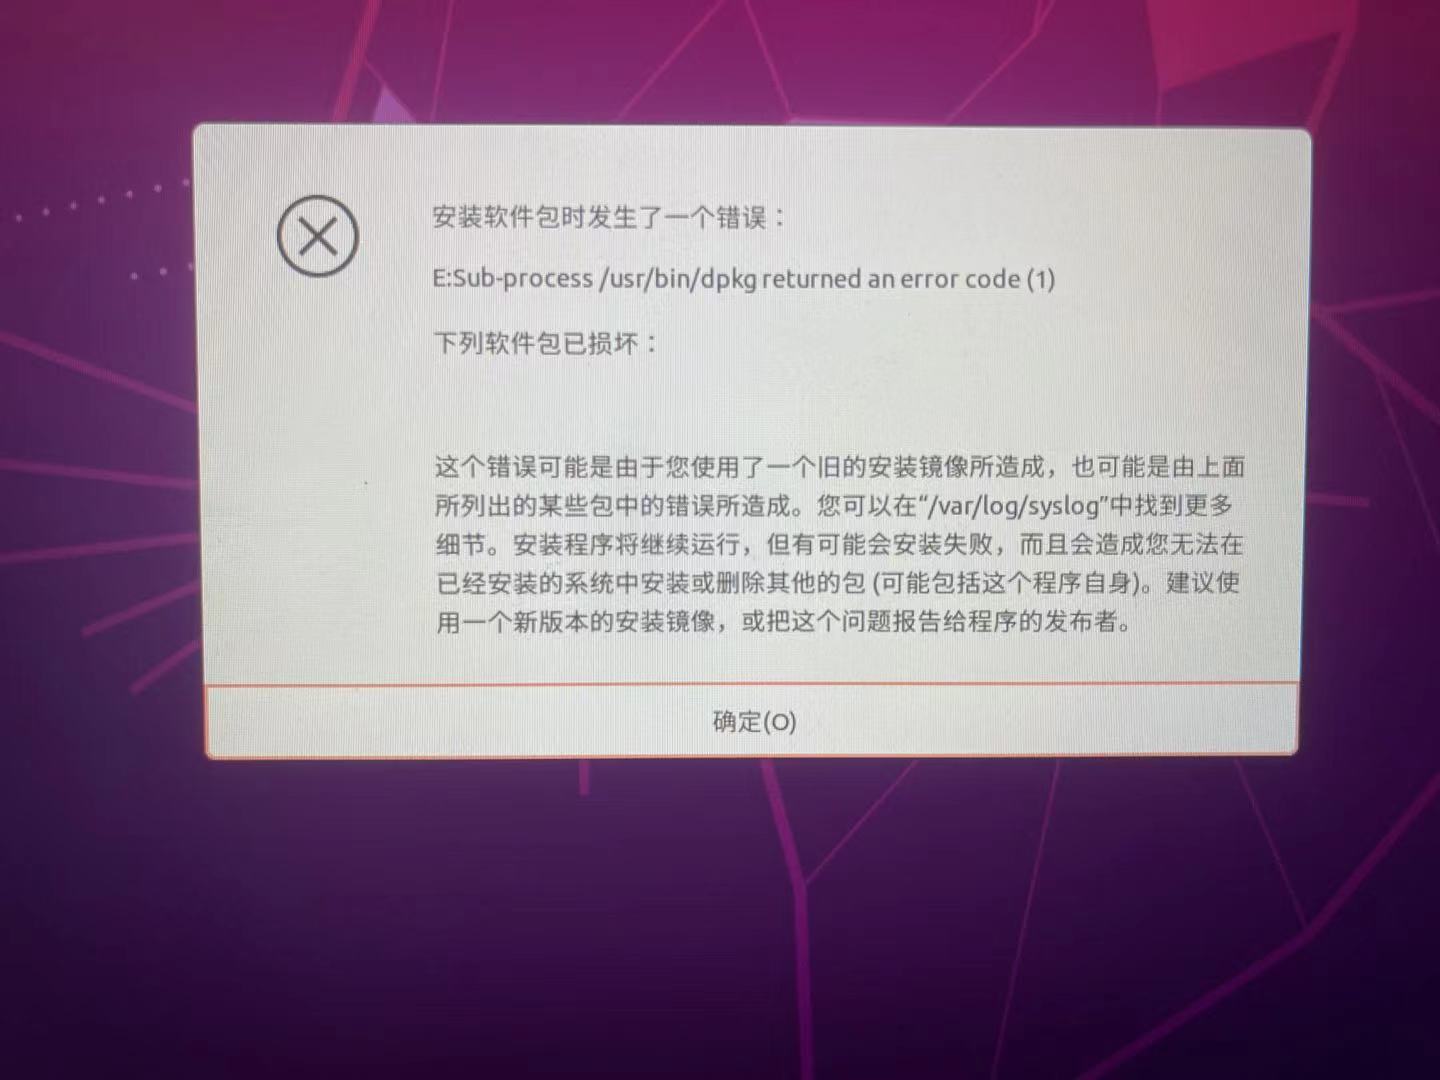 安装软件包时发生了一个错误：
E:Sub-process /usr/bin/dpkg returned an error code (1)
下列软件包已损坏：
这个错误可能是由于您使用了一个旧的安装镜像所造成，也可能是由上面
所列出的某些包中的错误所造成。您可以在“/var/log/syslog”中找到更多
细节。安装程序将继续运行，但有可能会安装失败，而且会造成您无法在
已经安装的系统中安装或删除其他的包 (可能包括这个程序自身)。建议使
用一个新版本的安装镜像，或把这个问题报告给程序的发布者。
确定(O)